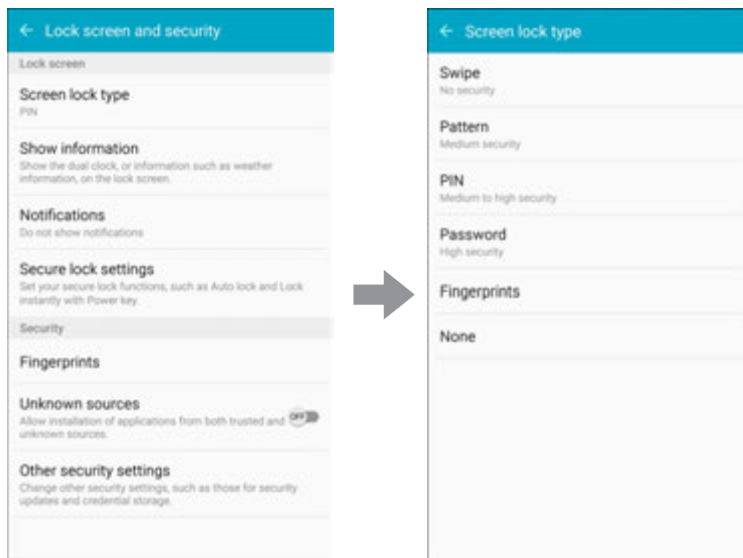 ← Lock screen and security
Lock screen
Screen lock type
PIN
Show information
Show the dual clock, or information such as weather
information, on the lock screen.
Notifications
Do not show notifications
Secure lock settings
Set your secure lock functions, such as Auto lock and Lock
instantly with Power key.
Security
Fingerprints
Unknown sources
Allow installation of applications from both trusted and
unknown sources.
OFF
Other security settings
Change other security settings, such as those for security
updates and credential storage.
← Screen lock type
Swipe
No security
Pattern
Medium security
PIN
Medium to high security
Password
High security
Fingerprints
None